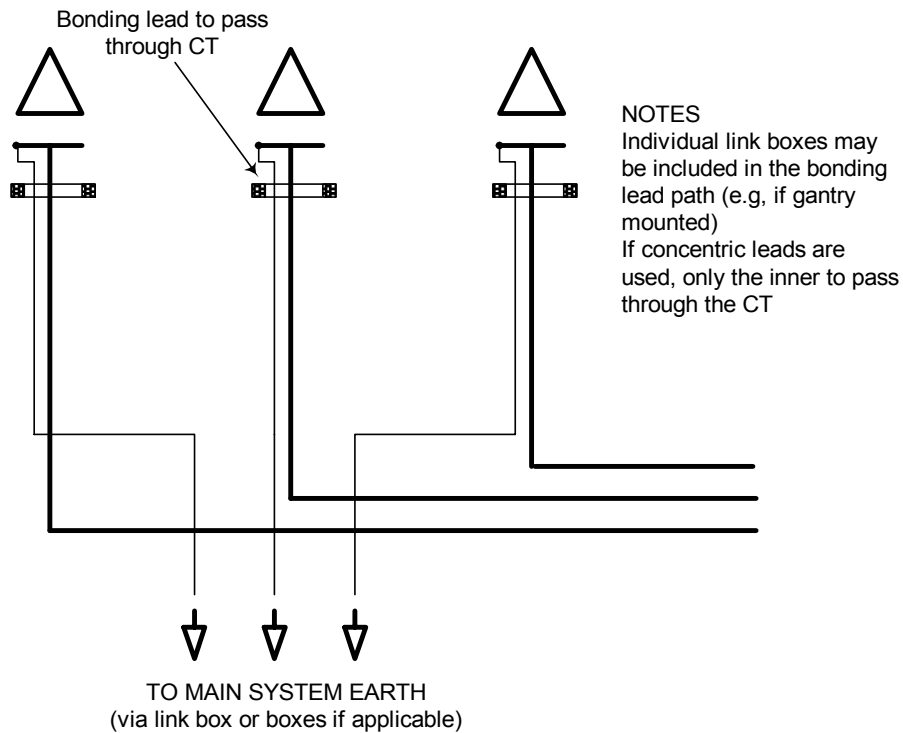 Bonding lead to pass
through CT
NOTES
Individual link boxes may
be included in the bonding
lead path (e.g, if gantry
mounted)
If concentric leads are
used, only the inner to pass
through the CT
TO MAIN SYSTEM EARTH
(via link box or boxes if applicable)